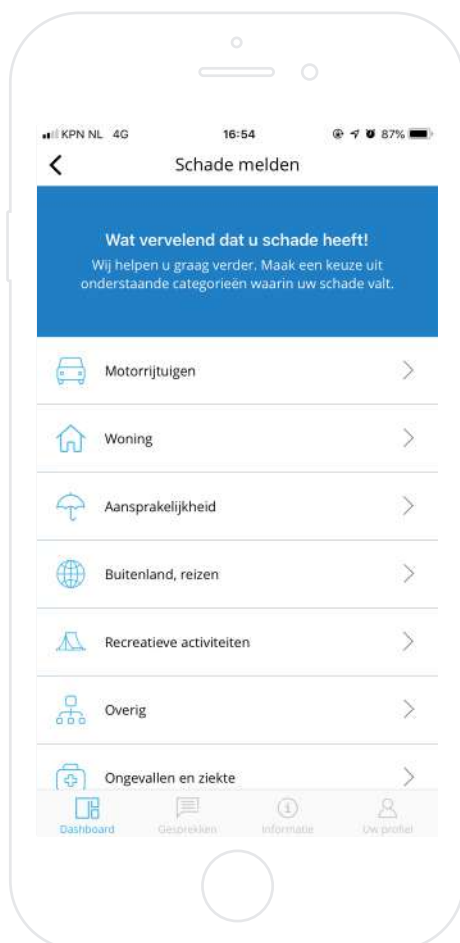 KPN NL 4G 16:54 87%
Schade melden
Wat vervelend dat u schade heeft!
Wij helpen u graag verder. Maak een keuze uit
onderstaande categorieën waarin uw schade valt.
Motorrijtuigen
Woning
Aansprakelijkheid
Buitenland, reizen
Recreatieve activiteiten
Overig
Ongevallen en ziekte
Dashboard Gesprekken Informatie Uw profiel